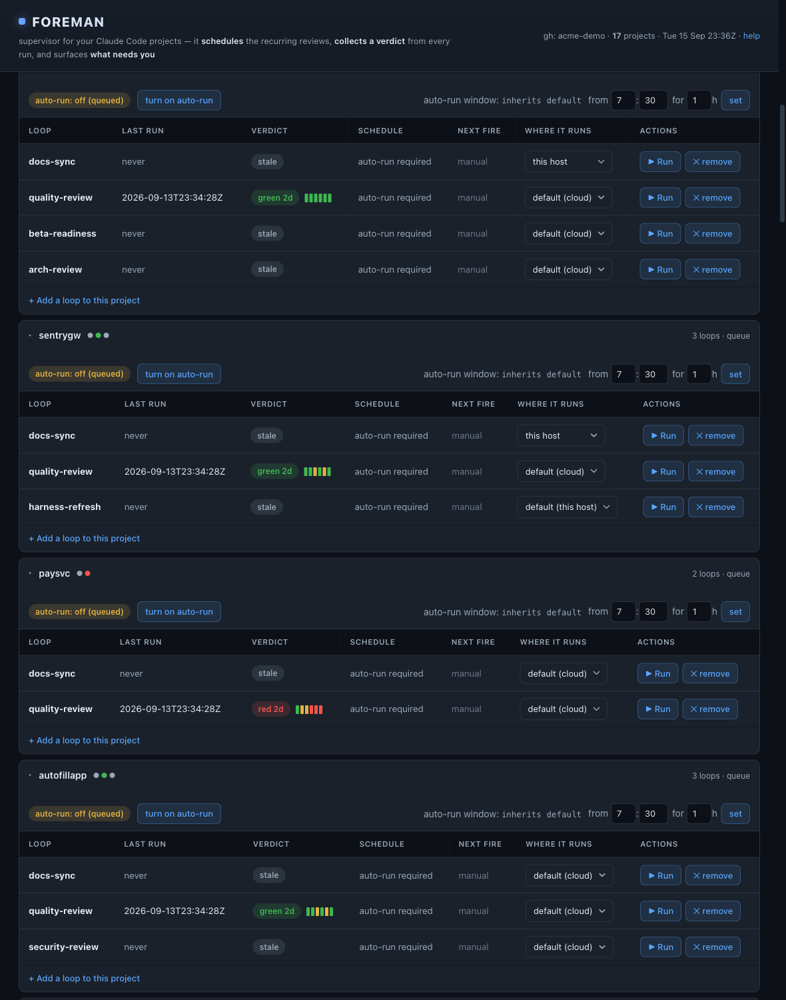 FOREMAN
supervisor for your Claude Code projects — it schedules the recurring reviews, collects a verdict from every
run, and surfaces what needs you
gh: acme-demo · 17 projects · Tue 15 Sep 23:36Z · help
auto-run: off (queued) turn on auto-run auto-run window: inherits default from 7 : 30 for 1 h set
LOOP LAST RUN VERDICT SCHEDULE NEXT FIRE WHERE IT RUNS ACTIONS
docs-sync never stale auto-run required manual this host ▶ Run × remove
quality-review 2026-09-13T23:34:28Z green 2d auto-run required manual default (cloud) ▶ Run × remove
beta-readiness never stale auto-run required manual default (cloud) ▶ Run × remove
arch-review never stale auto-run required manual default (cloud) ▶ Run × remove
+ Add a loop to this project
sentrygw 3 loops · queue
auto-run: off (queued) turn on auto-run auto-run window: inherits default from 7 : 30 for 1 h set
LOOP LAST RUN VERDICT SCHEDULE NEXT FIRE WHERE IT RUNS ACTIONS
docs-sync never stale auto-run required manual this host ▶ Run × remove
quality-review 2026-09-13T23:34:28Z green 2d auto-run required manual default (cloud) ▶ Run × remove
harness-refresh never stale auto-run required manual default (this host) ▶ Run × remove
+ Add a loop to this project
paysvc 2 loops · queue
auto-run: off (queued) turn on auto-run auto-run window: inherits default from 7 : 30 for 1 h set
LOOP LAST RUN VERDICT SCHEDULE NEXT FIRE WHERE IT RUNS ACTIONS
docs-sync never stale auto-run required manual default (cloud) ▶ Run × remove
quality-review 2026-09-13T23:34:28Z red 2d auto-run required manual default (cloud) ▶ Run × remove
+ Add a loop to this project
autofillapp 3 loops · queue
auto-run: off (queued) turn on auto-run auto-run window: inherits default from 7 : 30 for 1 h set
LOOP LAST RUN VERDICT SCHEDULE NEXT FIRE WHERE IT RUNS ACTIONS
docs-sync never stale auto-run required manual default (cloud) ▶ Run × remove
quality-review 2026-09-13T23:34:28Z green 2d auto-run required manual default (cloud) ▶ Run × remove
security-review never stale auto-run required manual default (cloud) ▶ Run × remove
+ Add a loop to this project